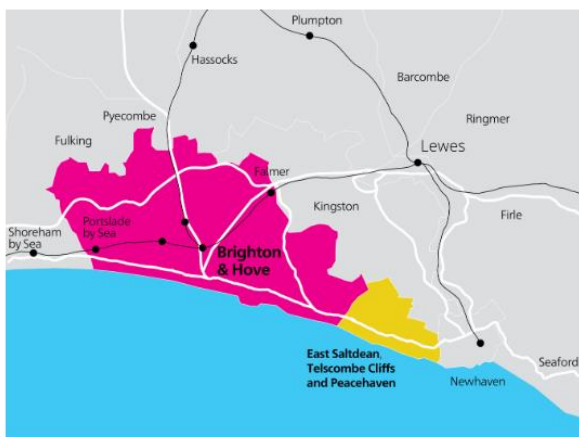 Plumpton
Hassocks
Barcombe
Pyecombe
Ringmer
Fulking
Lewes
Falmer
Kingston
Firle
Portslade
by Sea
Shoreham
by Sea
Brighton
& Hove
East Saltdean,
Telscombe Cliffs
and Peacehaven
Seaford
Newhaven